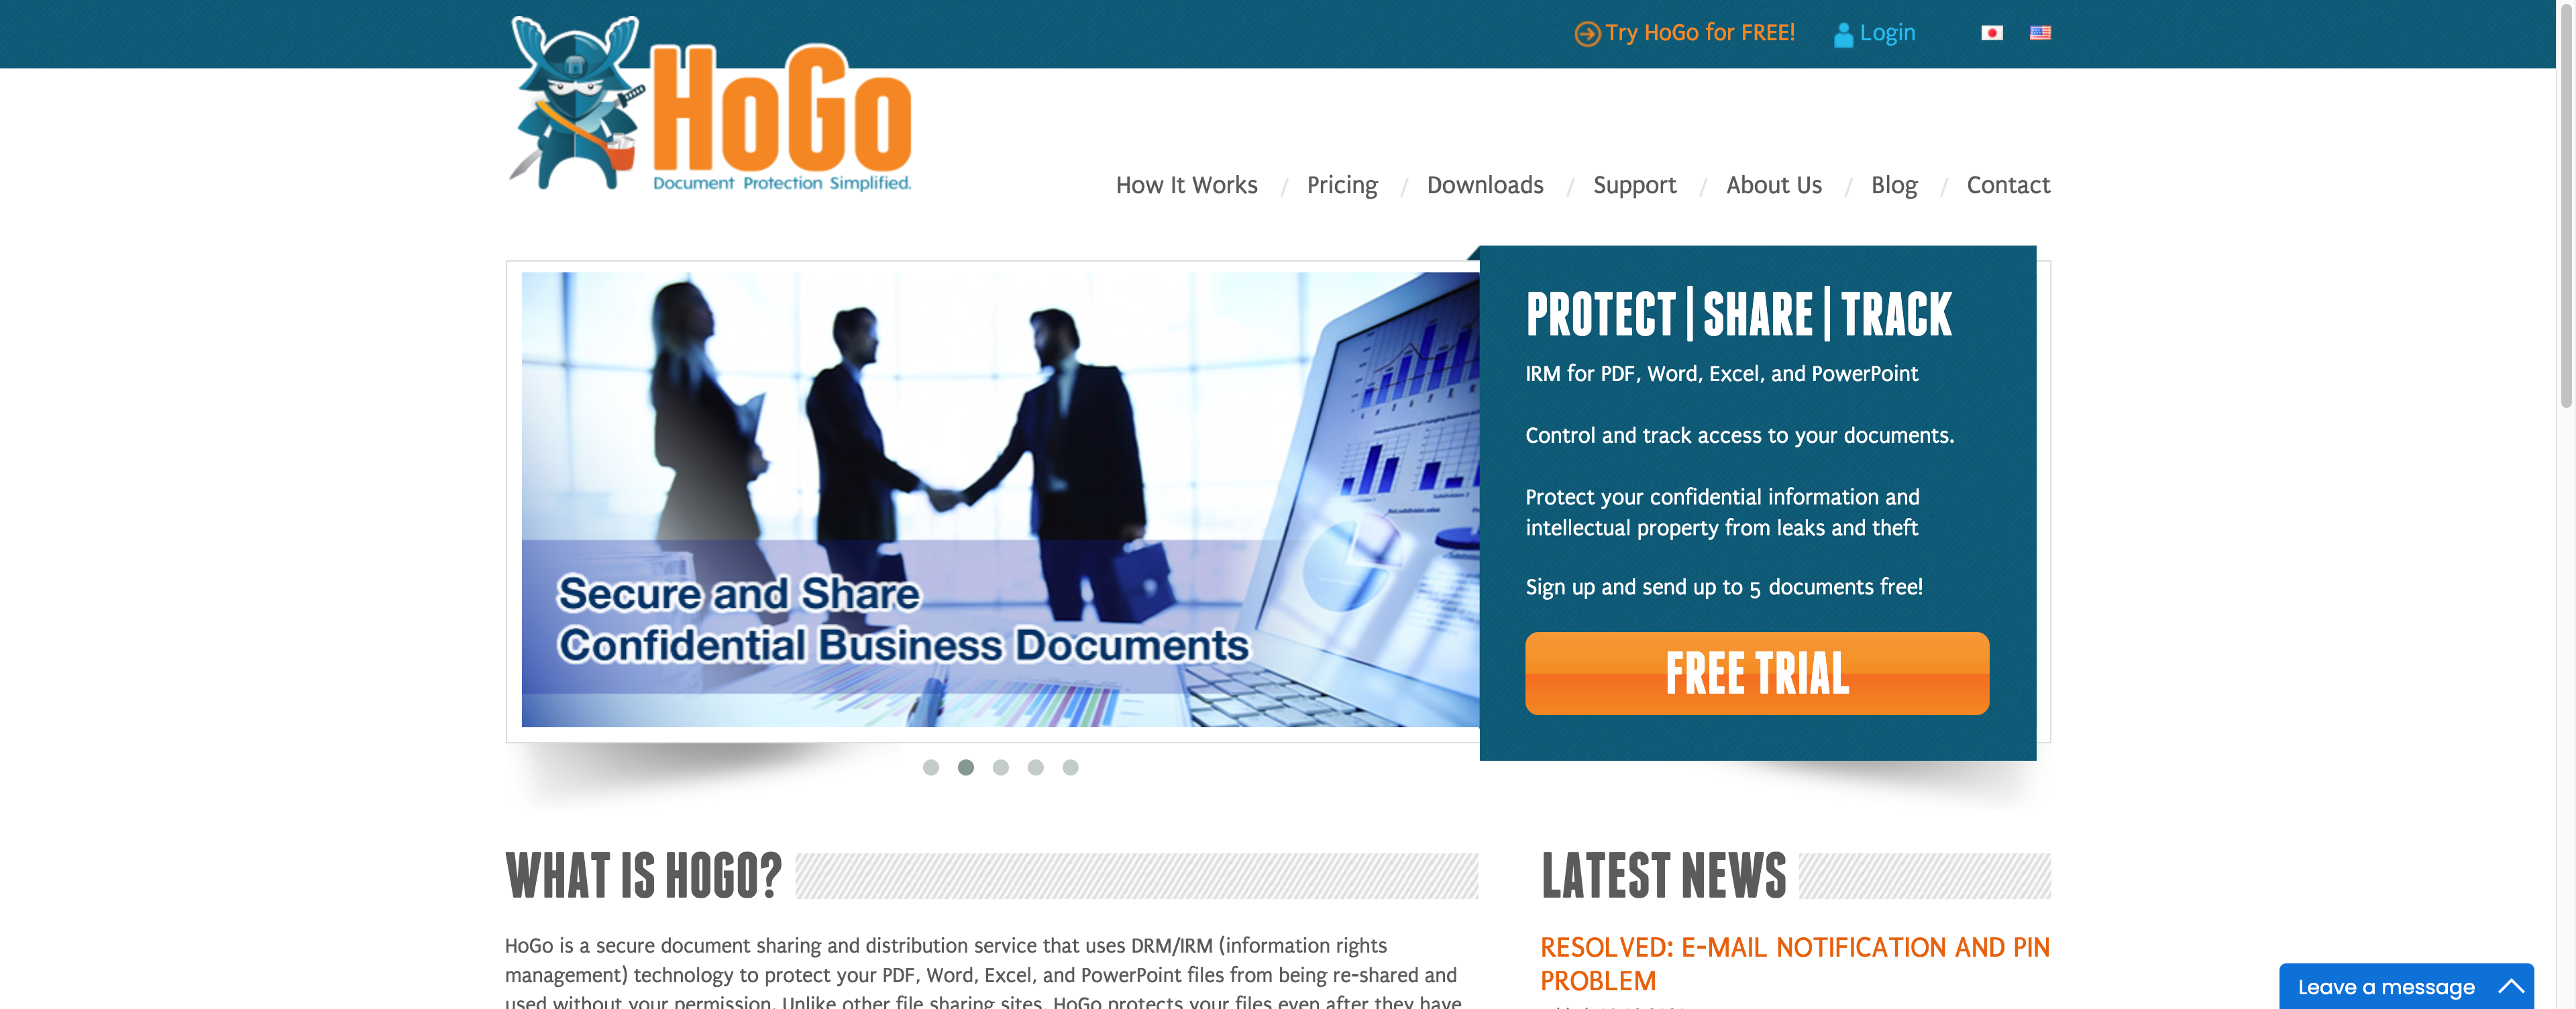 Try HoGo for FREE!
Login
HoGo
Document Protection Simplified.
How It Works / Pricing / Downloads / Support / About Us / Blog / Contact
Secure and Share
Confidential Business Documents
PROTECT | SHARE | TRACK
IRM for PDF, Word, Excel, and PowerPoint
Control and track access to your documents.
Protect your confidential information and
intellectual property from leaks and theft
Sign up and send up to 5 documents free!
FREE TRIAL
WHAT IS HOGO?
HoGo is a secure document sharing and distribution service that uses DRM/IRM (information rights
management) technology to protect your PDF, Word, Excel, and PowerPoint files from being re-shared and
used without your permission. Unlike other file sharing sites, HoGo protects your files even after they have
LATEST NEWS
RESOLVED: E-MAIL NOTIFICATION AND PIN
PROBLEM
Leave a message